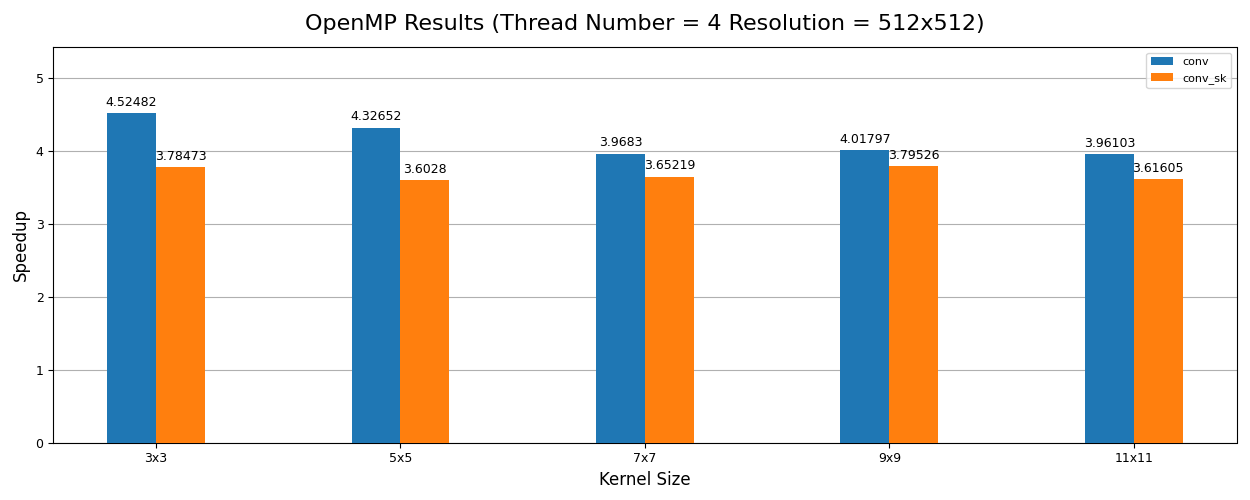 OpenMP Results (Thread Number = 4 Resolution = 512x512)
conv
conv_sk
Speedup
5
4
3
2
1
0
4.52482
3.78473
4.32652
3.6028
3.9683
3.65219
4.01797
3.79526
3.96103
3.61605
3x3
5x5
7x7
9x9
11x11
Kernel Size